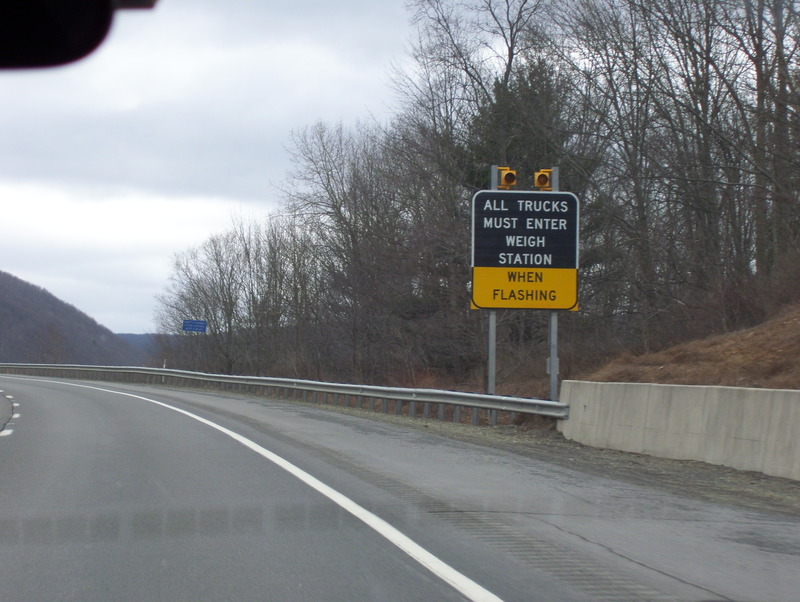 ALL TRUCKS
MUST ENTER
WEIGH
STATION
WHEN
FLASHING